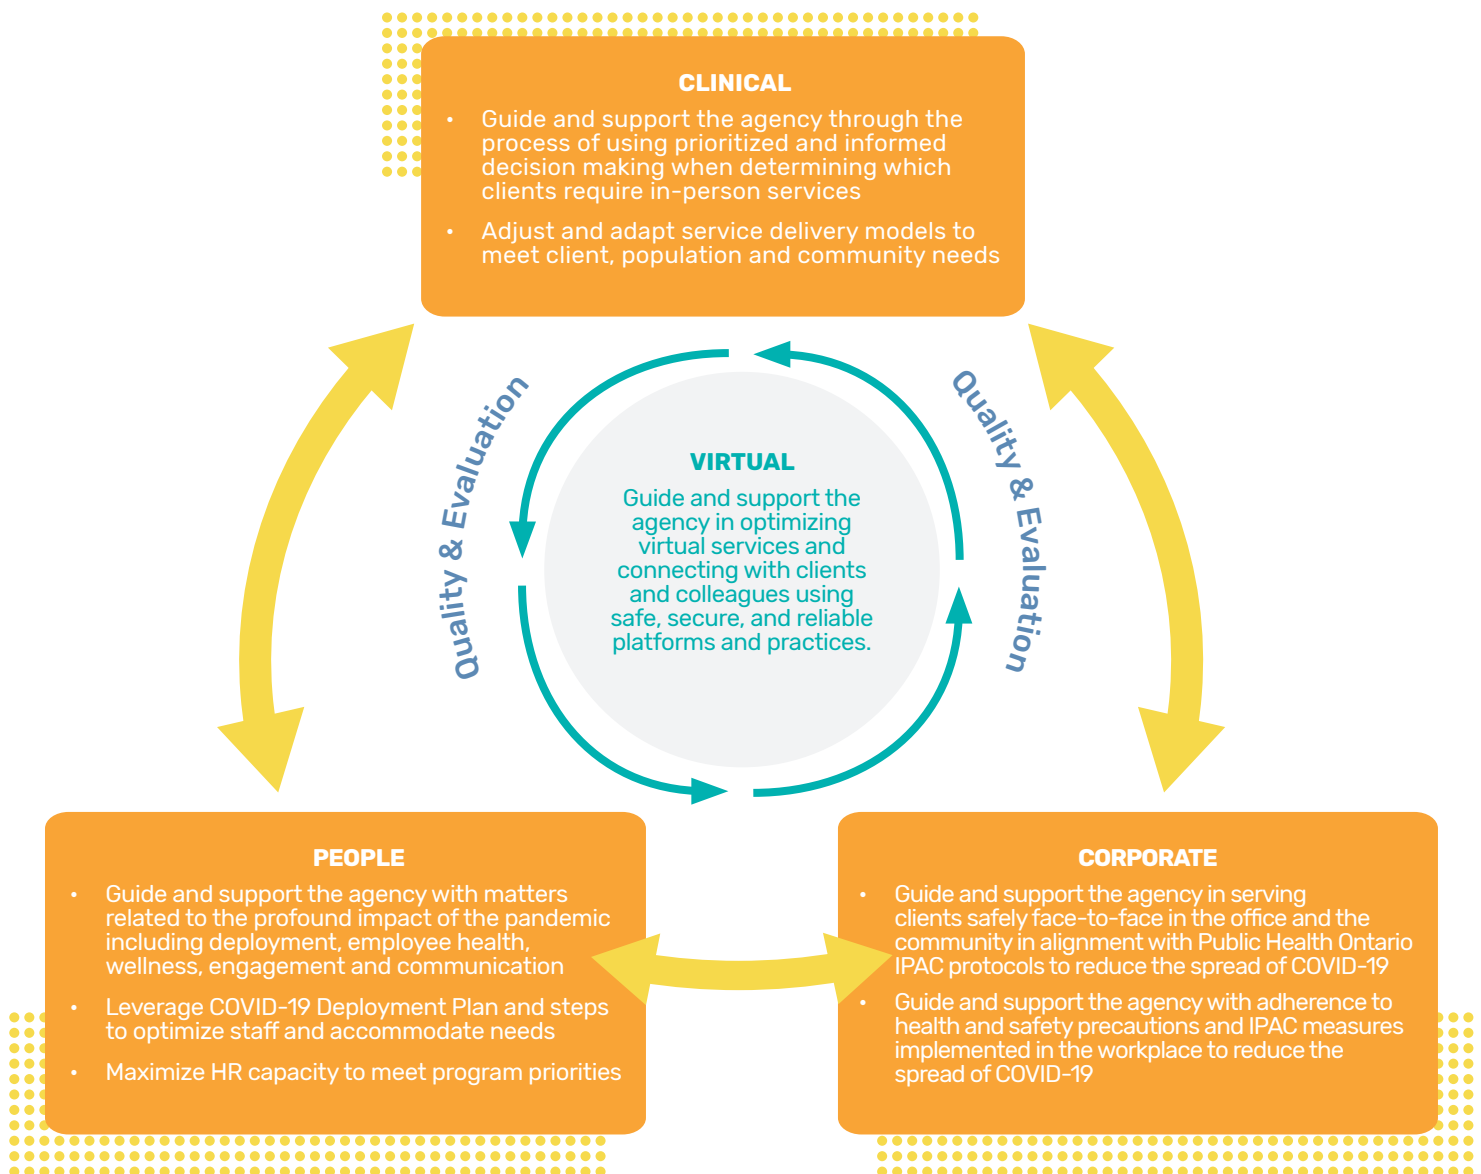 CLINICAL
• Guide and support the agency through the
process of using prioritized and informed
decision making when determining which
clients require in-person services
• Adjust and adapt service delivery models to
meet client, population and community needs
Quality & Evaluation
Quality & Evaluation
VIRTUAL
Guide and support the
agency in optimizing
virtual services and
connecting with clients
and colleagues using
safe, secure, and reliable
platforms and practices.
PEOPLE
• Guide and support the agency with matters
related to the profound impact of the pandemic
including deployment, employee health,
wellness, engagement and communication
• Leverage COVID-19 Deployment Plan and steps
to optimize staff and accommodate needs
• Maximize HR capacity to meet program priorities
CORPORATE
• Guide and support the agency in serving
clients safely face-to-face in the office and the
community in alignment with Public Health Ontario
IPAC protocols to reduce the spread of COVID-19
• Guide and support the agency with adherence to
health and safety precautions and IPAC measures
implemented in the workplace to reduce the
spread of COVID-19